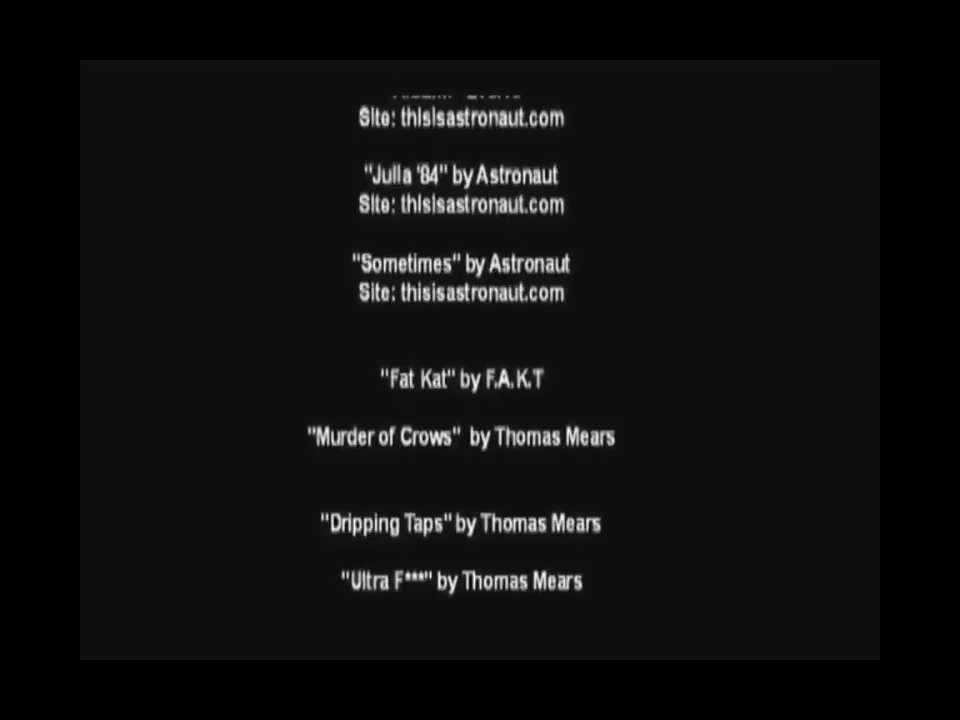 Site: thisisastronaut.com
"Julia '84" by Astronaut
Site: thisisastronaut.com
"Sometimes" by Astronaut
Site: thisisastronaut.com
"Fat Kat" by F.A.K.T
"Murder of Crows"  by Thomas Mears
"Dripping Taps" by Thomas Mears
"Ultra F***" by Thomas Mears